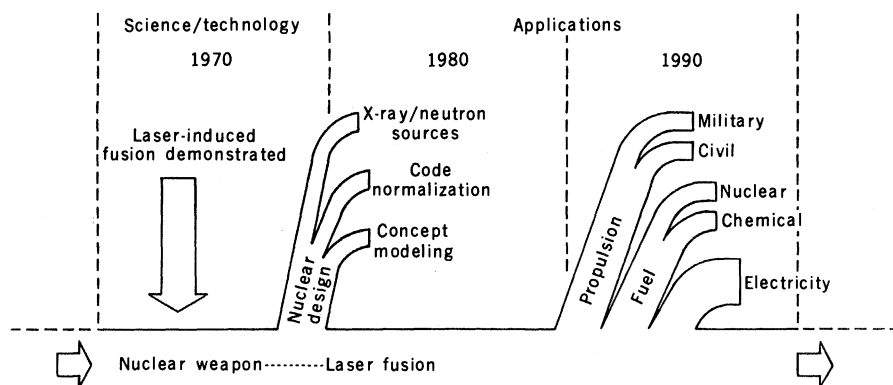 Science/technology
Applications
1970
1980
1990
Laser-induced
fusion demonstrated
X-ray/neutron
sources
Code
normalization
Concept
modeling
Nuclear
design
Military
Civil
Nuclear
Chemical
Electricity
Propulsion
Fuel
Nuclear weapon--------Laser fusion